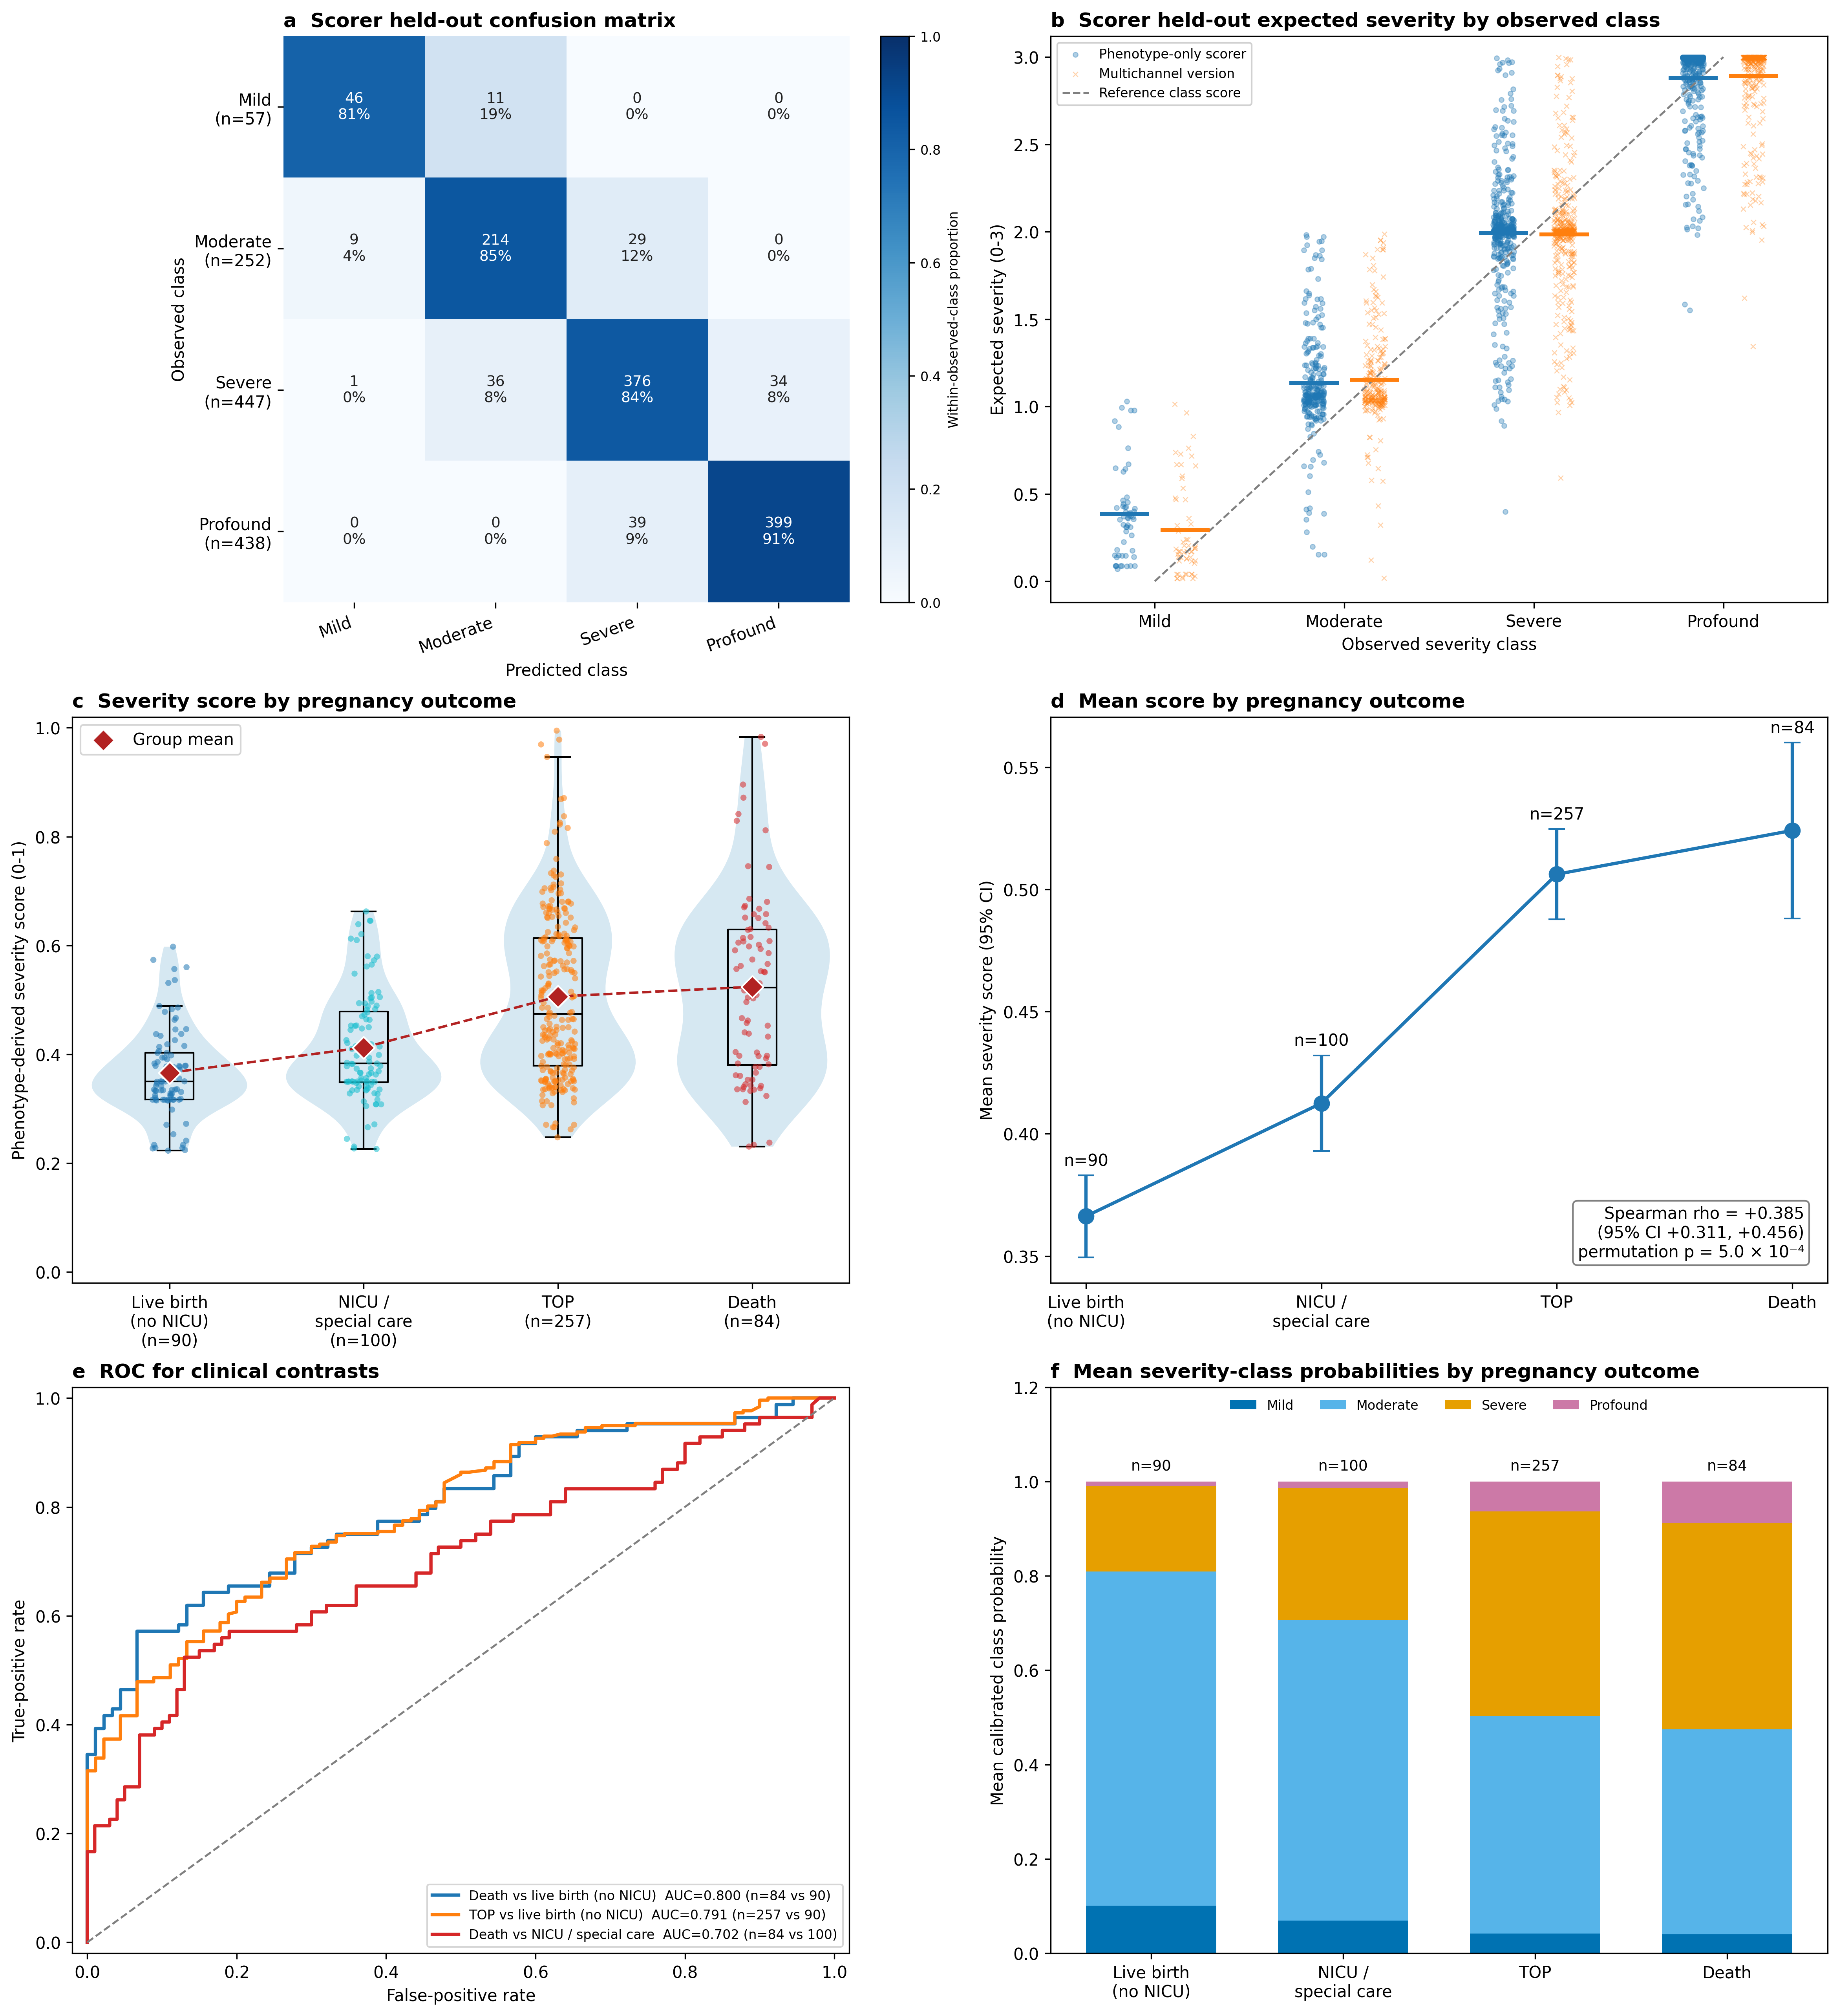 a Scorer held-out confusion matrix
Mild
(n=57)
Moderate
(n=252)
Severe
(n=447)
Profound
(n=438)
Observed class
46
81%
11
19%
0
0%
0
0%
9
4%
214
85%
29
12%
0
0%
1
0%
36
8%
376
84%
34
8%
0
0%
0
0%
39
9%
399
91%
Mild
Moderate
Severe
Profound
Predicted class
1.0
0.8
0.6
0.4
0.2
0.0
Within-observed-class proportion
b Scorer held-out expected severity by observed class
Phenotype-only scorer
Multichannel version
Reference class score
3.0
2.5
2.0
1.5
1.0
0.5
0.0
Expected severity (0-3)
Mild
Moderate
Severe
Profound
Observed severity class
c Severity score by pregnancy outcome
Group mean
1.0
0.8
0.6
0.4
0.2
0.0
Phenotype-derived severity score (0-1)
Live birth
(no NICU)
(n=90)
NICU /
special care
(n=100)
TOP
(n=257)
Death
(n=84)
d Mean score by pregnancy outcome
0.55
0.50
0.45
0.40
0.35
Mean severity score (95% CI)
n=90
n=100
n=257
n=84
Spearman rho = +0.385
(95% CI +0.311, +0.456)
permutation p = 5.0 × 10⁻⁴
Live birth
(no NICU)
NICU /
special care
TOP
Death
e ROC for clinical contrasts
1.0
0.8
0.6
0.4
0.2
0.0
True-positive rate
Death vs live birth (no NICU) AUC=0.800 (n=84 vs 90)
TOP vs live birth (no NICU) AUC=0.791 (n=257 vs 90)
Death vs NICU / special care AUC=0.702 (n=84 vs 100)
0.0
0.2
0.4
0.6
0.8
1.0
False-positive rate
f Mean severity-class probabilities by pregnancy outcome
Mild
Moderate
Severe
Profound
1.2
1.0
0.8
0.6
0.4
0.2
0.0
Mean calibrated class probability
n=90
n=100
n=257
n=84
Live birth
(no NICU)
NICU /
special care
TOP
Death